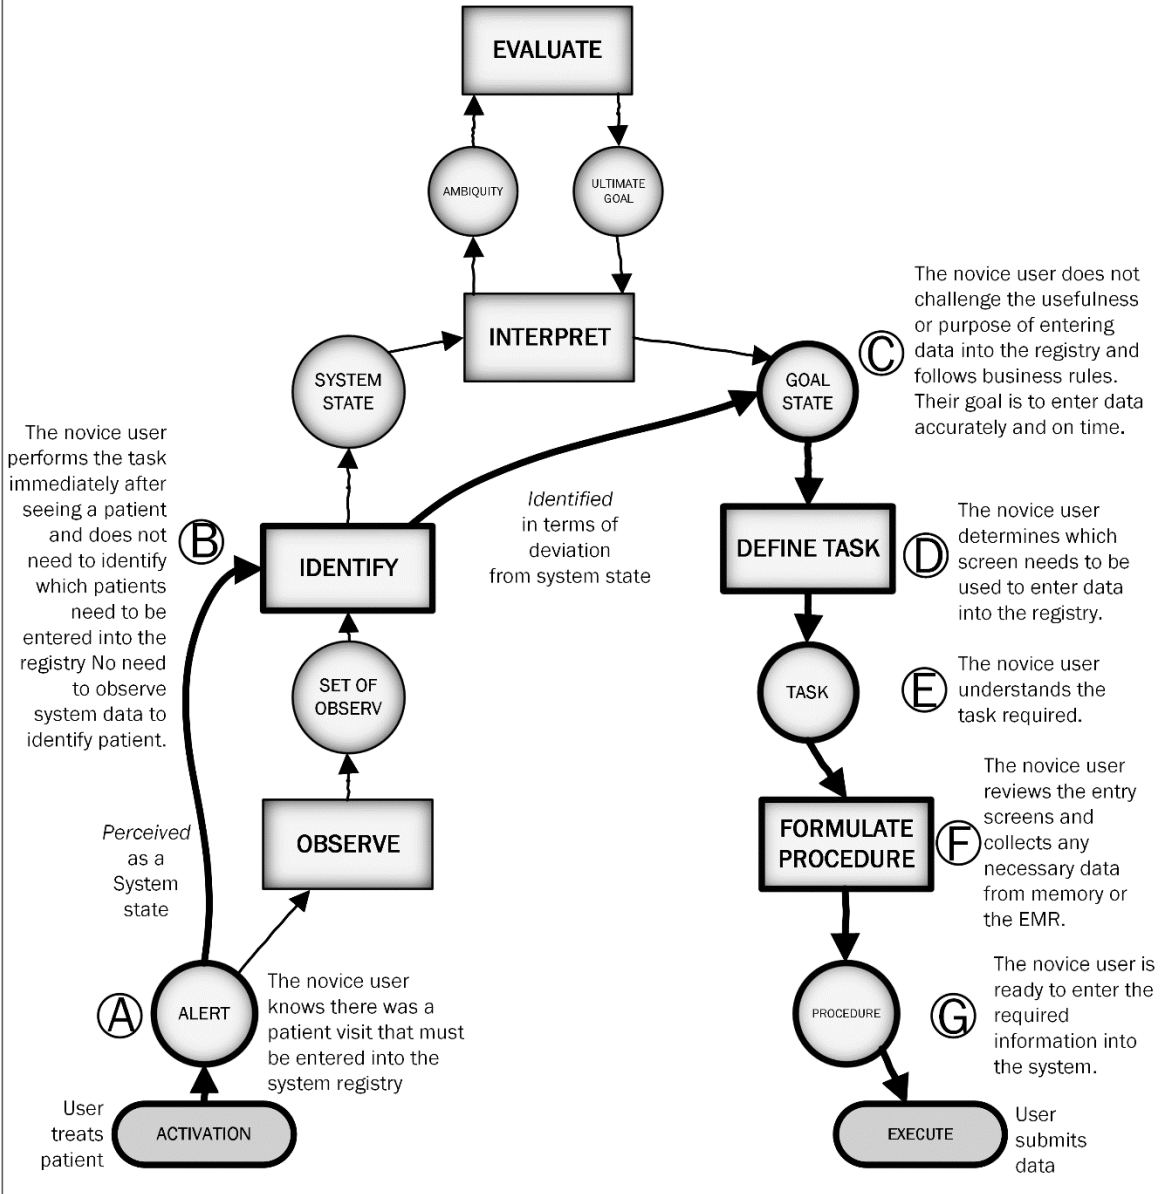 EVALUATE
AMBIQUITY
ULTIMATE
GOAL
INTERPRET
SYSTEM
STATE
GOAL
STATE
C
The novice user does not
challenge the usefulness
or purpose of entering
data into the registry and
follows business rules.
Their goal is to enter data
accurately and on time.
The novice user
performs the task
immediately after
seeing a patient
and does not
need to identify
which patients
need to be
entered into the
registry No need
to observe
system data to
identify patient.
B
IDENTIFY
Identified
in terms of
deviation
from system state
DEFINE TASK
D
The novice user
determines which
screen needs to be
used to enter data
into the registry.
SET OF
OBSERV
TASK
E
The novice user
understands the
task required.
OBSERVE
Perceived
as a
System
state
FORMULATE
PROCEDURE
F
The novice user
reviews the entry
screens and
collects any
necessary data
from memory or
the EMR.
A
ALERT
The novice user
knows there was a
patient visit that must
be entered into the
system registry
PROCEDURE
G
The novice user is
ready to enter the
required
information into
the system.
User
treats
patient
ACTIVATION
EXECUTE
User
submits
data